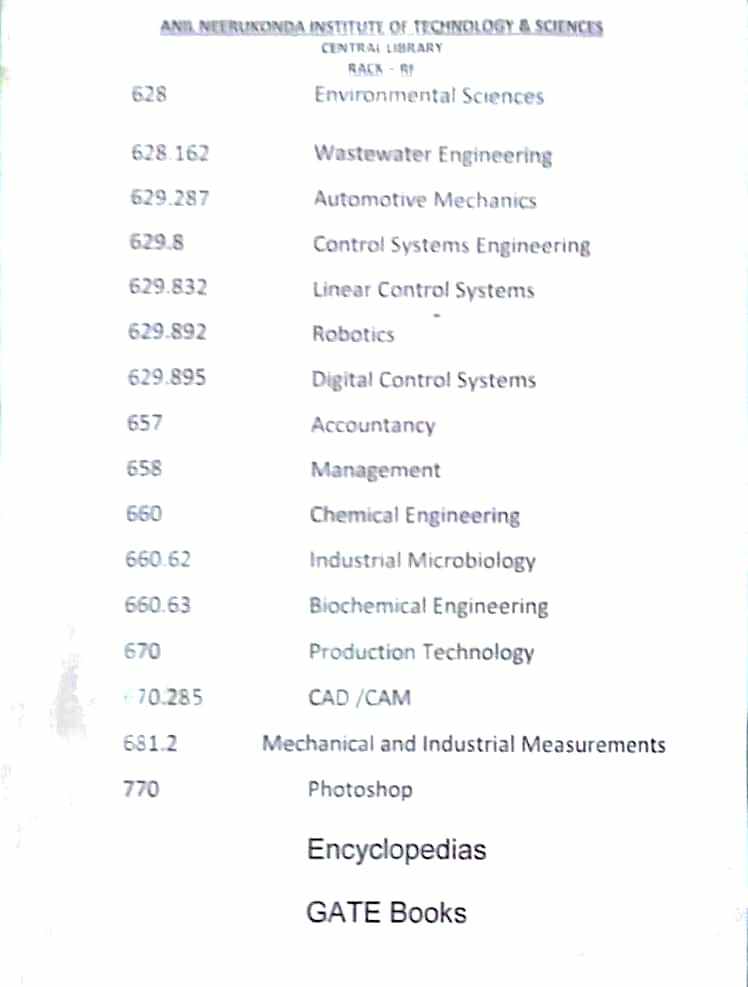 ANIL NEERUKONDA INSTITUTE OF TECHNOLOGY & SCIENCES
CENTRAL LIBRARY
RACK -
628 Environmental Sciences
628.162 Wastewater Engineering
629.287 Automotive Mechanics
629.8 Control Systems Engineering
629.832 Linear Control Systems
629.892 Robotics
629.895 Digital Control Systems
657 Accountancy
658 Management
660 Chemical Engineering
660.62 Industrial Microbiology
660.63 Biochemical Engineering
670 Production Technology
670.285 CAD /CAM
681.2 Mechanical and Industrial Measurements
770 Photoshop
Encyclopedias
GATE Books